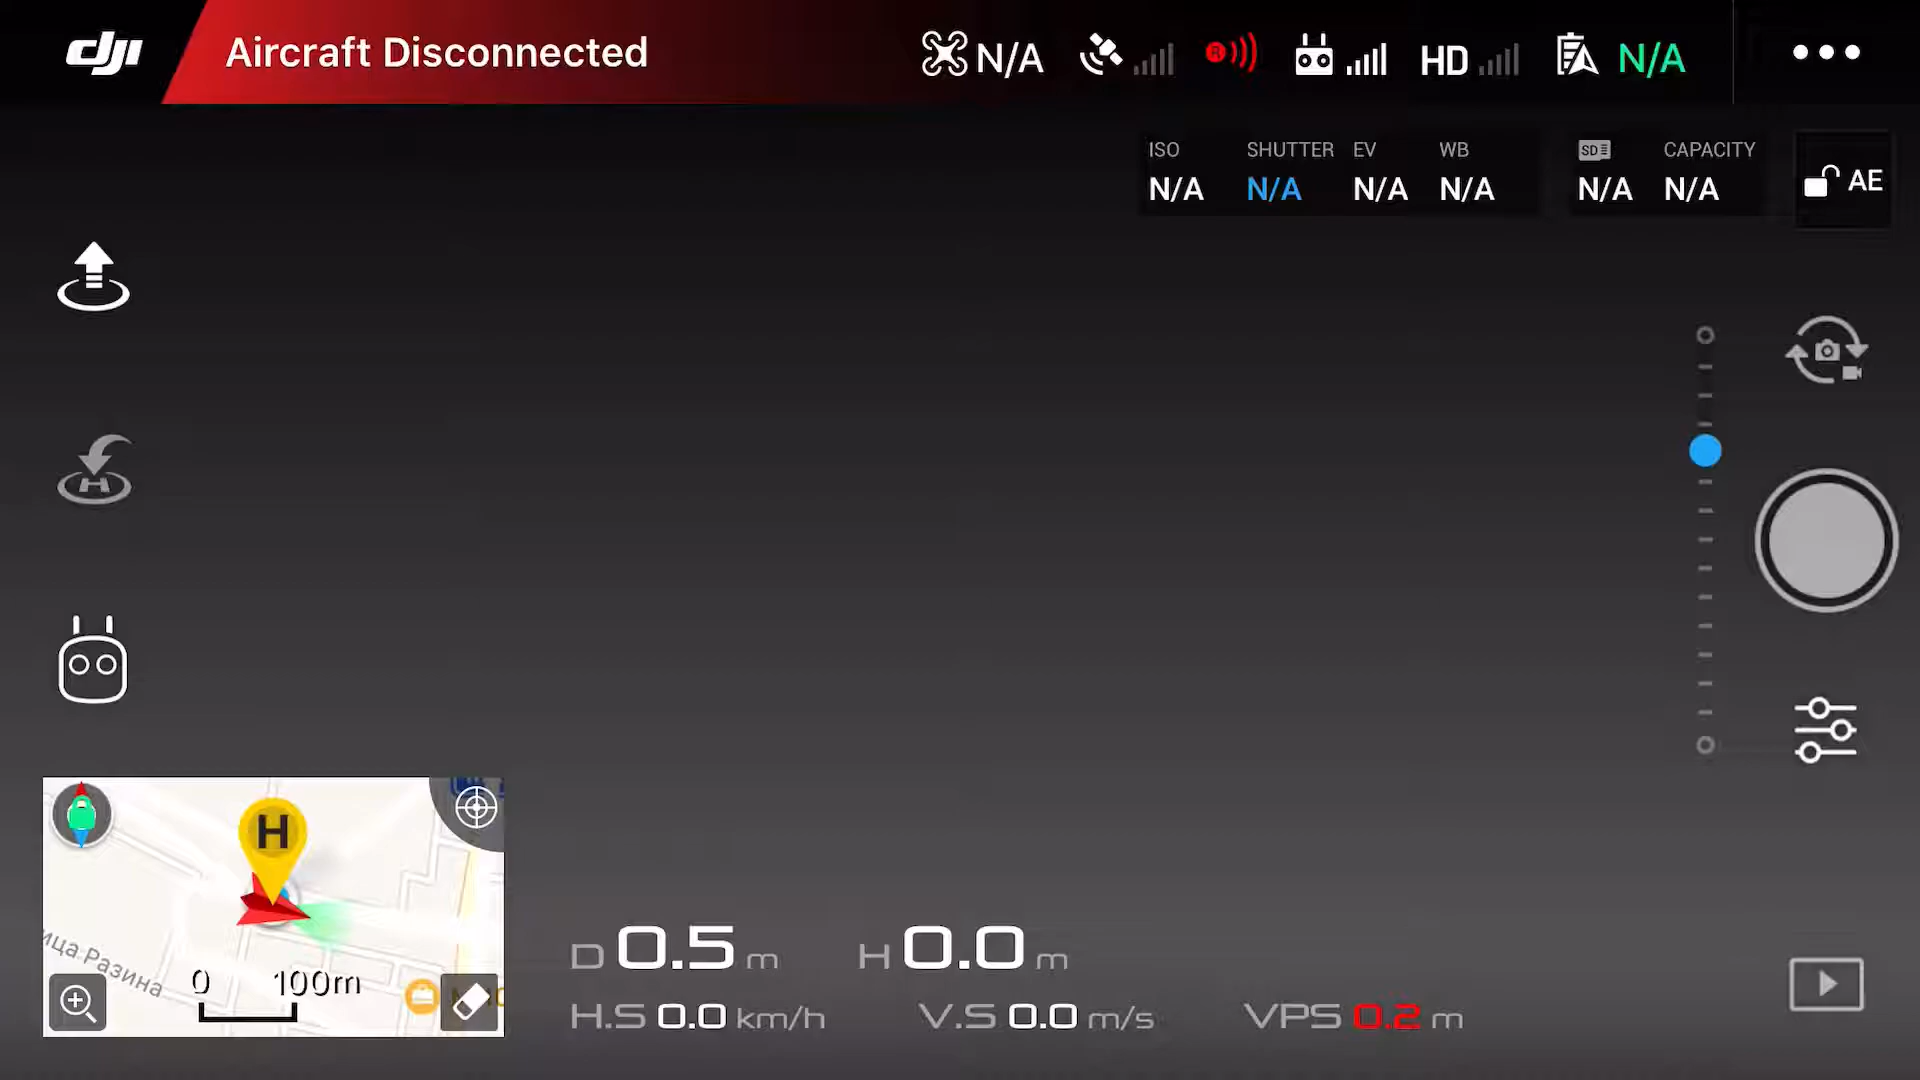 dji
Aircraft Disconnected
N/A
R
HD
N/A
ISO
N/A
SHUTTER
N/A
EV
N/A
WB
N/A
SD
N/A
CAPACITY
N/A
AE
H
H
ица Разина
0 100m
D 0.5 m
H 0.0 m
H.S 0.0 km/h
V.S 0.0 m/s
VPS 0.2 m